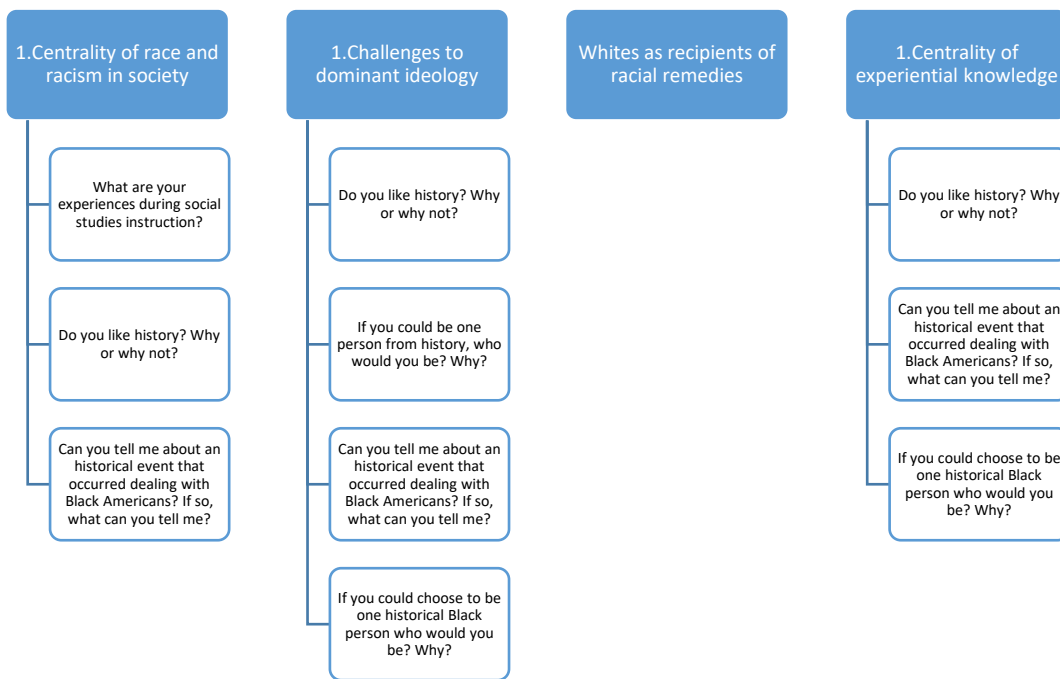 1.Centrality of race and
racism in society
What are your
experiences during social
studies instruction?
Do you like history? Why
or why not?
Can you tell me about an
historical event that
occurred dealing with
Black Americans? If so,
what can you tell me?
1.Challenges to
dominant ideology
Do you like history? Why
or why not?
If you could be one
person from history, who
would you be? Why?
Can you tell me about an
historical event that
occurred dealing with
Black Americans? If so,
what can you tell me?
If you could choose to be
one historical Black
person who would you
be? Why?
Whites as recipients of
racial remedies
1.Centrality of
experiential knowledge
Do you like history? Why
or why not?
Can you tell me about an
historical event that
occurred dealing with
Black Americans? If so,
what can you tell me?
If you could choose to be
one historical Black
person who would you
be? Why?